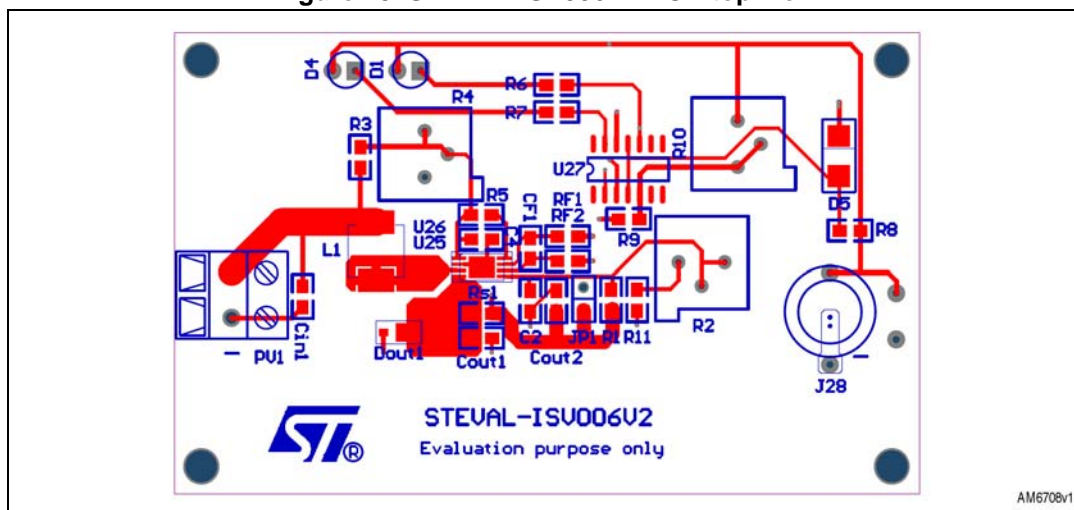 D4
D1
R6
R4
R7
R3
R10
U27
D5
R5
CF1
RF1
RF2
U26
U25
R9
R8
L1
Rs1
R2
Cin1
PV1
Dout1
Cout1
C2
JP1
R1
R11
Cout2
J28
ST®
STEVAL-ISV006V2
Evaluation purpose only
AM6708v1